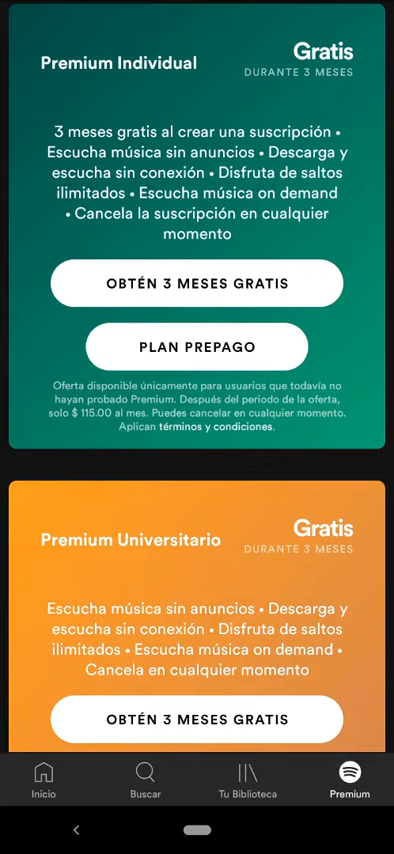 Premium Individual
Gratis
DURANTE 3 MESES
3 meses gratis al crear una suscripción •
Escucha música sin anuncios • Descarga y
escucha sin conexión • Disfruta de saltos
ilimitados • Escucha música on demand
• Cancela la suscripción en cualquier
momento
OBTÉN 3 MESES GRATIS
PLAN PREPAGO
Oferta disponible únicamente para usuarios que todavía no
hayan probado Premium. Después del periodo de la oferta,
solo $ 115.00 al mes. Puedes cancelar en cualquier momento.
Aplican términos y condiciones.
Premium Universitario
Gratis
DURANTE 3 MESES
Escucha música sin anuncios • Descarga y
escucha sin conexión • Disfruta de saltos
ilimitados • Escucha música on demand •
Cancela en cualquier momento
OBTÉN 3 MESES GRATIS
Inicio
Buscar
Tu Biblioteca
Premium